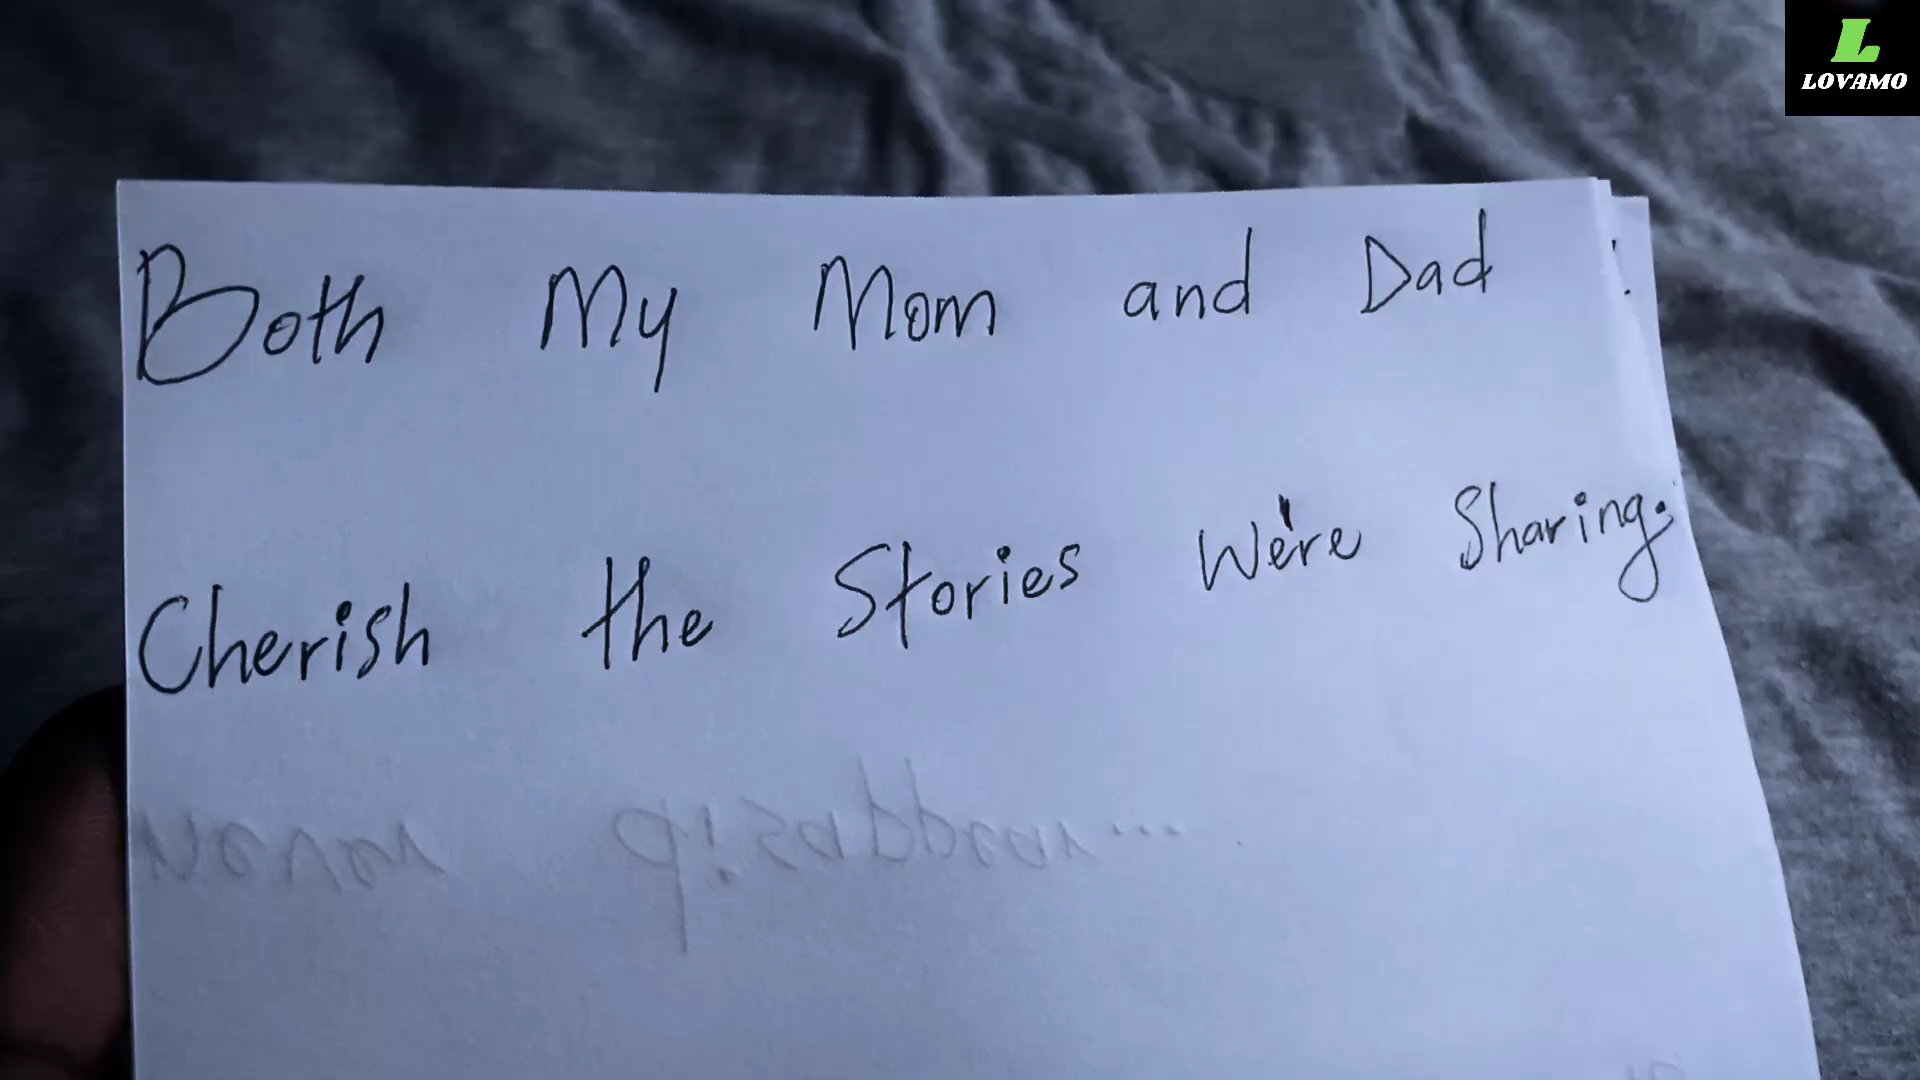 L
LOVAMO
Both My Mom and Dad :
Cherish the Stories We're Sharing.